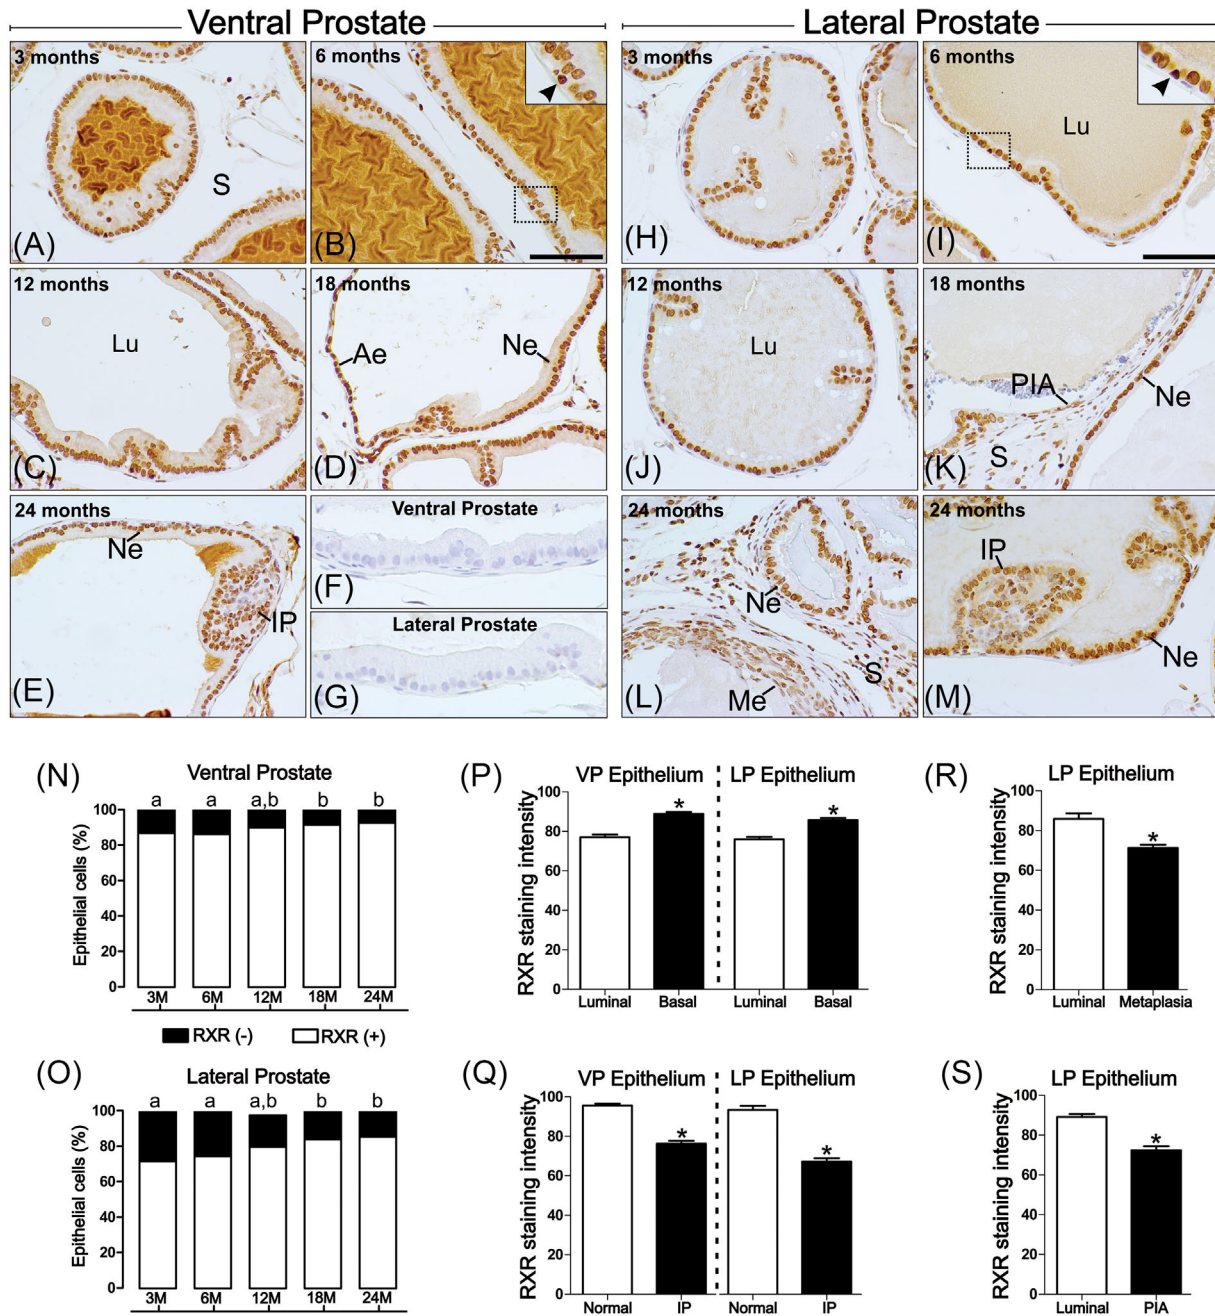 Ventral Prostate
Lateral Prostate
3 months
S
(A)
6 months
(B)
3 months
(H)
6 months
Lu
(I)
12 months
Lu
(C)
18 months
Ae
Ne
(D)
12 months
Lu
(J)
18 months
PIA
Ne
S
(K)
24 months
Ne
IP
(E)
Ventral Prostate
(F)
Lateral Prostate
(G)
24 months
Ne
S
Me
(L)
24 months
IP
Ne
(M)
(N)
Ventral Prostate
a a a,b b b
Epithelial cells (%)
100
80
60
40
20
0
3M 6M 12M 18M 24M
RXR (-) RXR (+)
(P)
VP Epithelium LP Epithelium
RXR staining intensity
100
80
60
40
20
0
* *
Luminal Basal Luminal Basal
(R)
LP Epithelium
RXR staining intensity
100
80
60
40
20
0
*
Luminal Metaplasia
(O)
Lateral Prostate
a a a,b b b
Epithelial cells (%)
100
80
60
40
20
0
3M 6M 12M 18M 24M
(Q)
VP Epithelium LP Epithelium
RXR staining intensity
100
80
60
40
20
0
* *
Normal IP Normal IP
(S)
LP Epithelium
RXR staining intensity
100
80
60
40
20
0
*
Luminal PIA